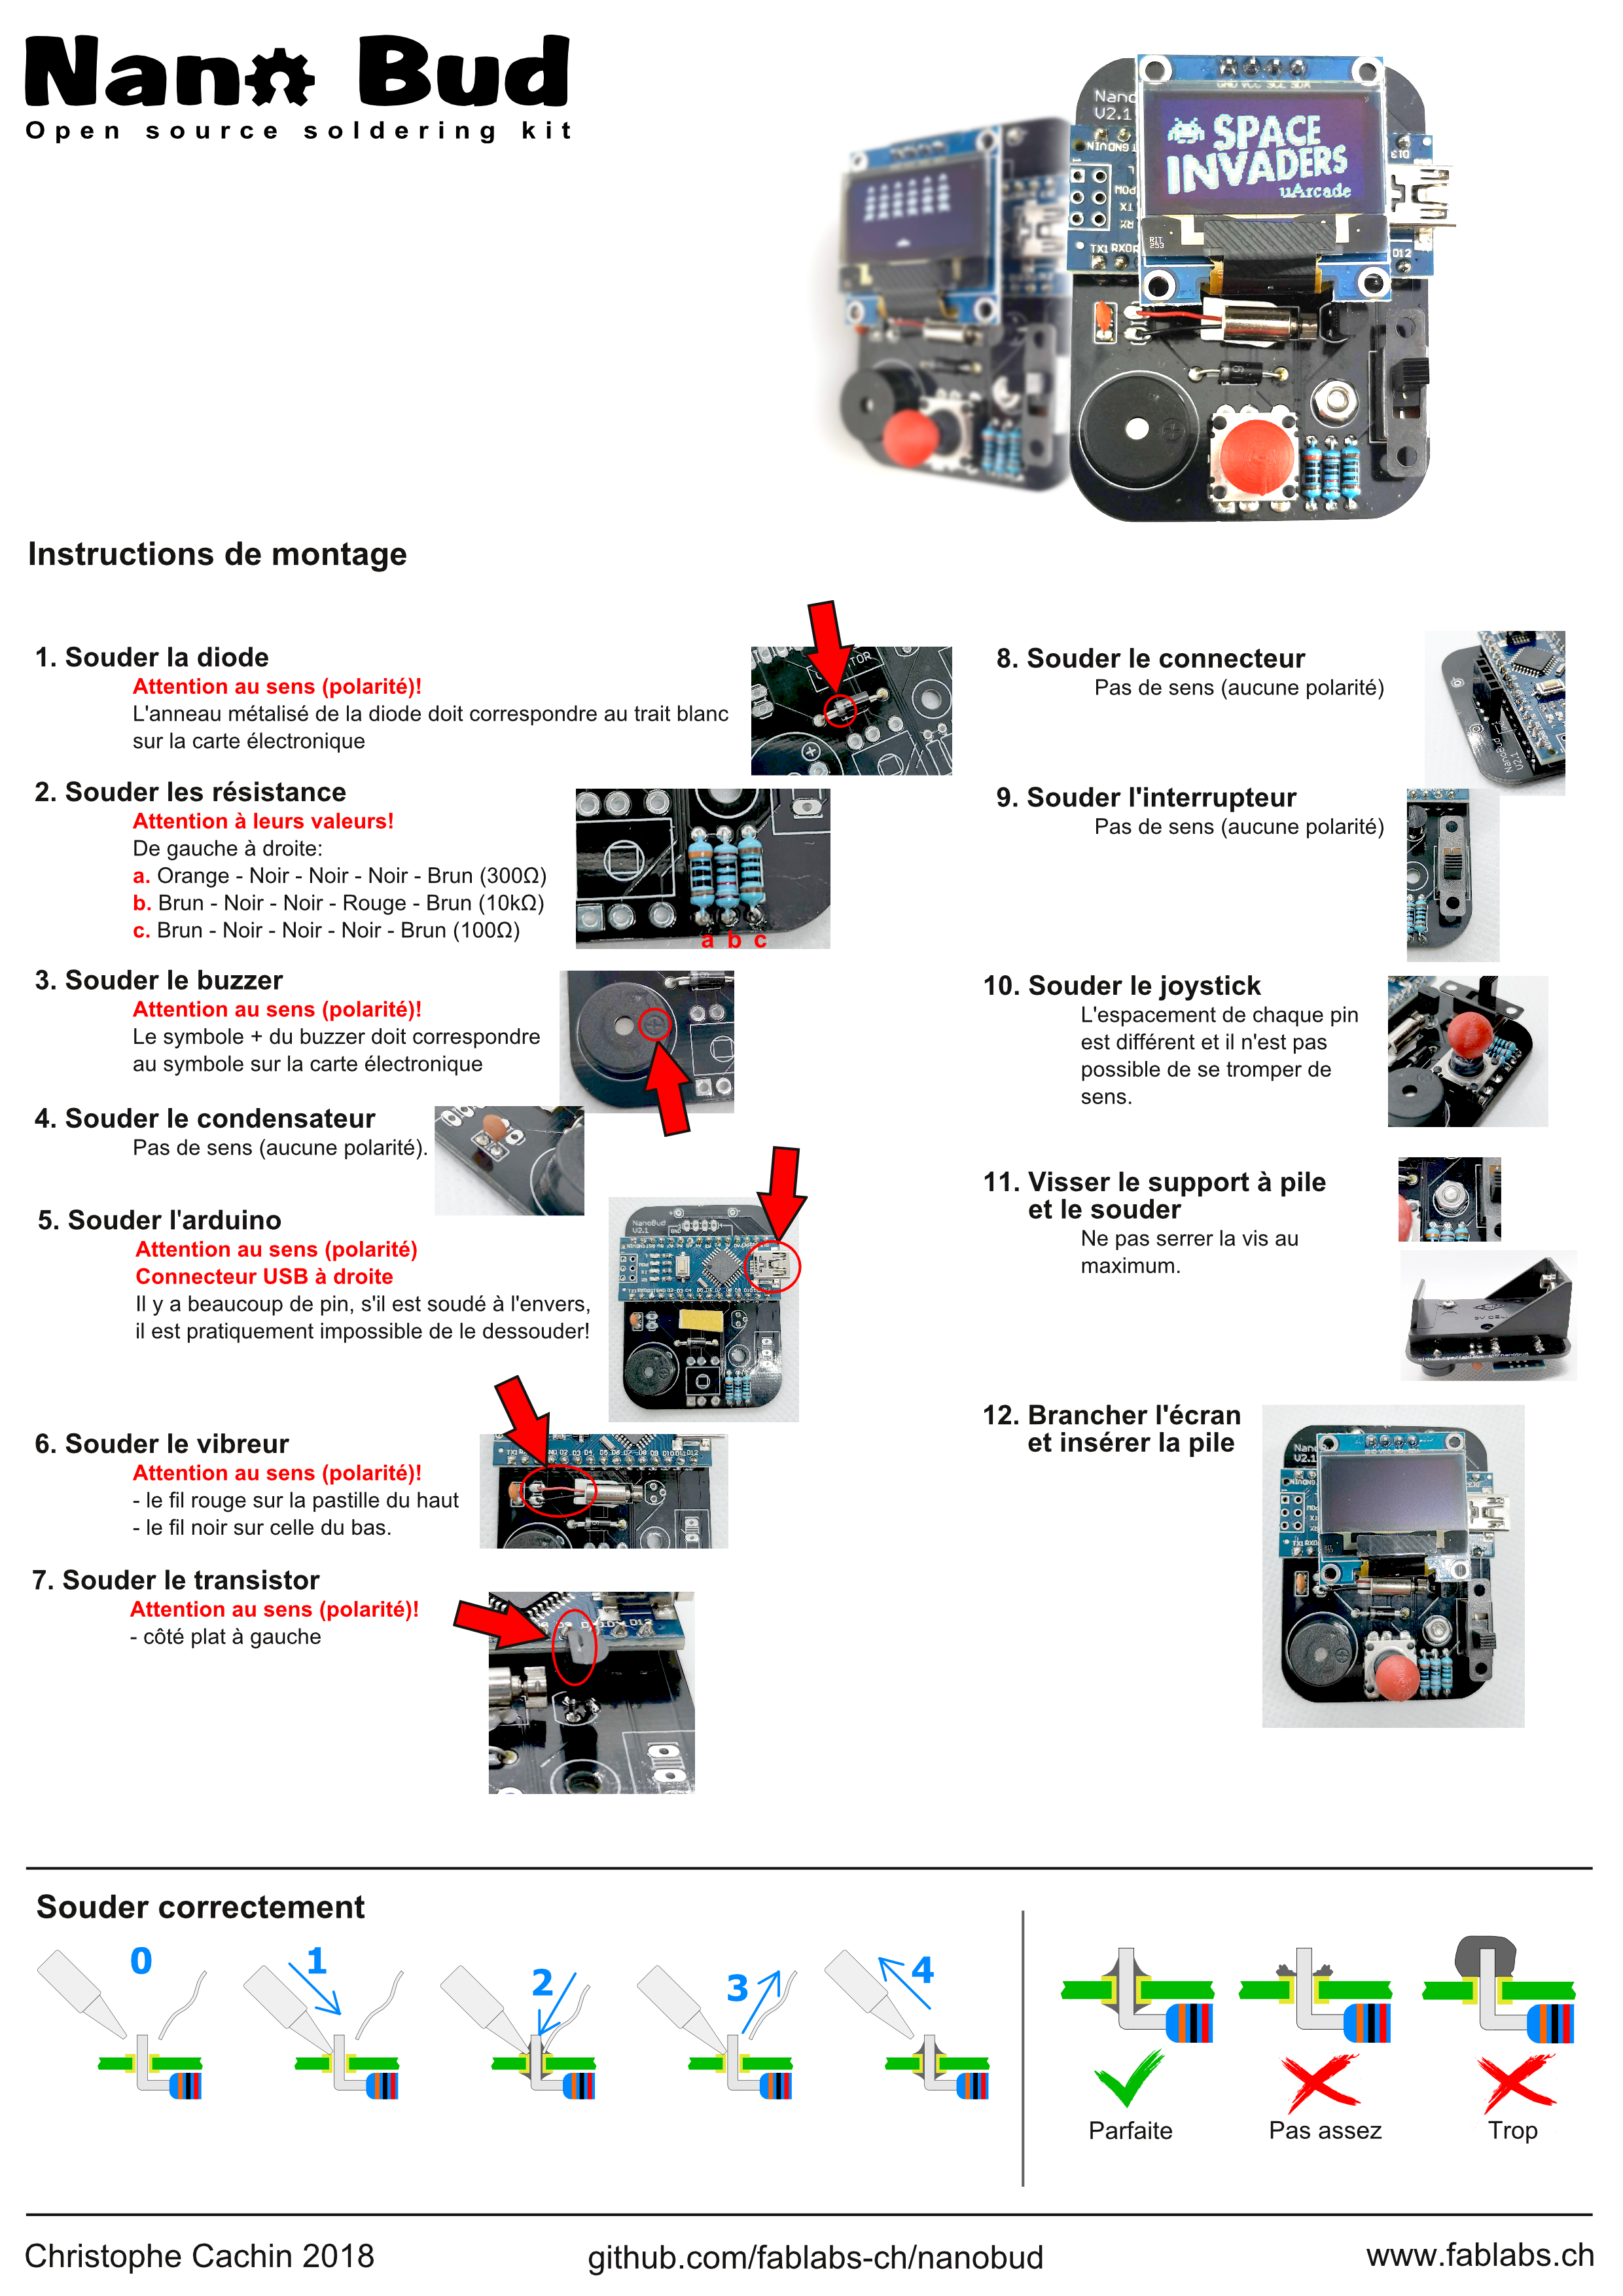 Nano Bud
Open source soldering kit
SPACE
INVADERS
uArcade
Instructions de montage
1. Souder la diode
Attention au sens (polarité)!
L'anneau métalisé de la diode doit correspondre au trait blanc
sur la carte électronique
2. Souder les résistance
Attention à leurs valeurs!
De gauche à droite:
a. Orange - Noir - Noir - Noir - Brun (300Ω)
b. Brun - Noir - Noir - Rouge - Brun (10kΩ)
c. Brun - Noir - Noir - Noir - Brun (100Ω)
a b c
3. Souder le buzzer
Attention au sens (polarité)!
Le symbole + du buzzer doit correspondre
au symbole sur la carte électronique
4. Souder le condensateur
Pas de sens (aucune polarité).
5. Souder l'arduino
Attention au sens (polarité)
Connecteur USB à droite
Il y a beaucoup de pin, s'il est soudé à l'envers,
il est pratiquement impossible de le dessouder!
NanoBud
V2.1
6. Souder le vibreur
Attention au sens (polarité)!
- le fil rouge sur la pastille du haut
- le fil noir sur celle du bas.
7. Souder le transistor
Attention au sens (polarité)!
- côté plat à gauche
8. Souder le connecteur
Pas de sens (aucune polarité)
NanoBud
V2.1
9. Souder l'interrupteur
Pas de sens (aucune polarité)
10. Souder le joystick
L'espacement de chaque pin
est différent et il n'est pas
possible de se tromper de
sens.
11. Visser le support à pile
et le souder
Ne pas serrer la vis au
maximum.
12. Brancher l'écran
et insérer la pile
Souder correctement
0
1
2
3
4
Parfaite
Pas assez
Trop
Christophe Cachin 2018
github.com/fablabs-ch/nanobud
www.fablabs.ch